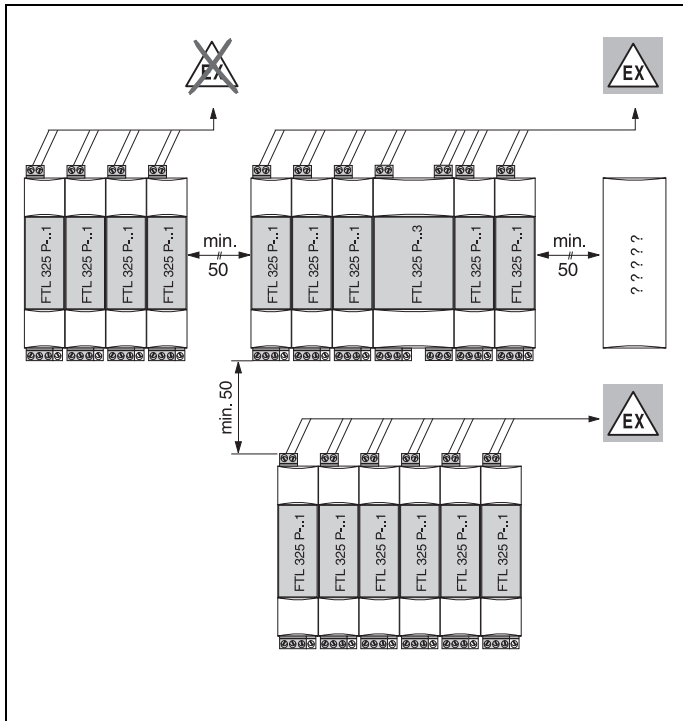 EX
EX
FTL 325 P-..1
FTL 325 P-..1
FTL 325 P-..1
FTL 325 P-..1
min.
50
FTL 325 P-..1
FTL 325 P-..1
FTL 325 P-..1
FTL 325 P-..3
FTL 325 P-..1
FTL 325 P-..1
min.
50
? ? ? ? ?
min. 50
EX
FTL 325 P-..1
FTL 325 P-..1
FTL 325 P-..1
FTL 325 P-..1
FTL 325 P-..1
FTL 325 P-..1